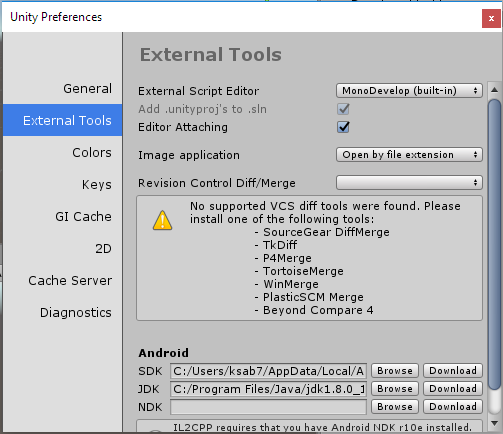 Unity Preferences
x
External Tools
General
External Tools
Colors
Keys
GI Cache
2D
Cache Server
Diagnostics
External Script Editor MonoDevelop (built-in)
Add .unityproj's to .sln
Editor Attaching
Image application Open by file extension
Revision Control Diff/Merge
No supported VCS diff tools were found. Please
install one of the following tools:
- SourceGear DiffMerge
- TkDiff
- P4Merge
- TortoiseMerge
- WinMerge
- PlasticSCM Merge
- Beyond Compare 4
Android
SDK C:/Users/ksab7/AppData/Local/A Browse Download
JDK C:/Program Files/Java/jdk1.8.0_1 Browse Download
NDK Browse Download
IL2CPP requires that you have Android NDK r10e installed.